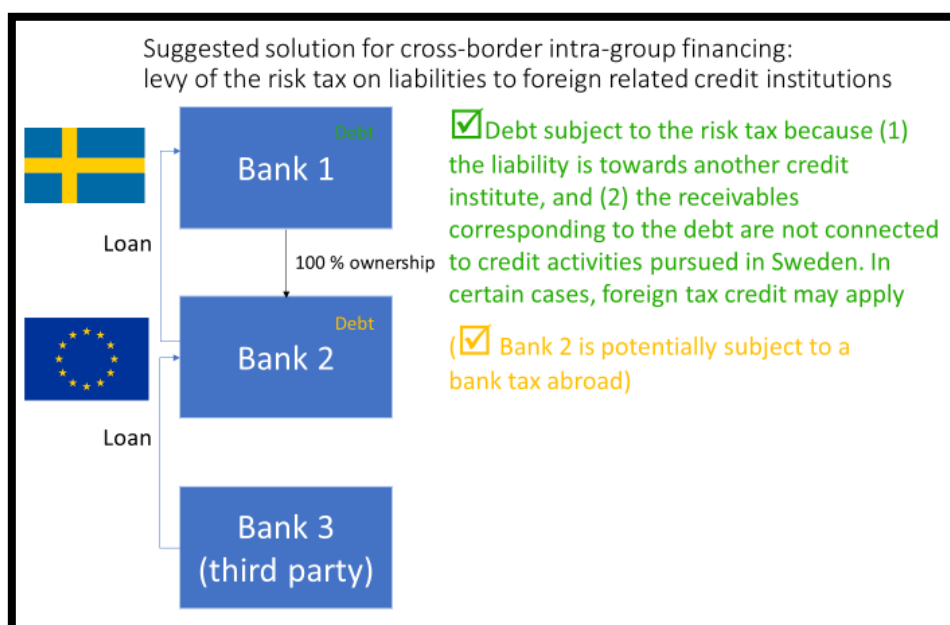 Suggested solution for cross-border intra-group financing:
levy of the risk tax on liabilities to foreign related credit institutions
Debt
Bank 1
Loan
100 % ownership
Debt
Bank 2
Loan
Bank 3
(third party)
☑Debt subject to the risk tax because (1)
the liability is towards another credit
institute, and (2) the receivables
corresponding to the debt are not connected
to credit activities pursued in Sweden. In
certain cases, foreign tax credit may apply
(☑ Bank 2 is potentially subject to a
bank tax abroad)